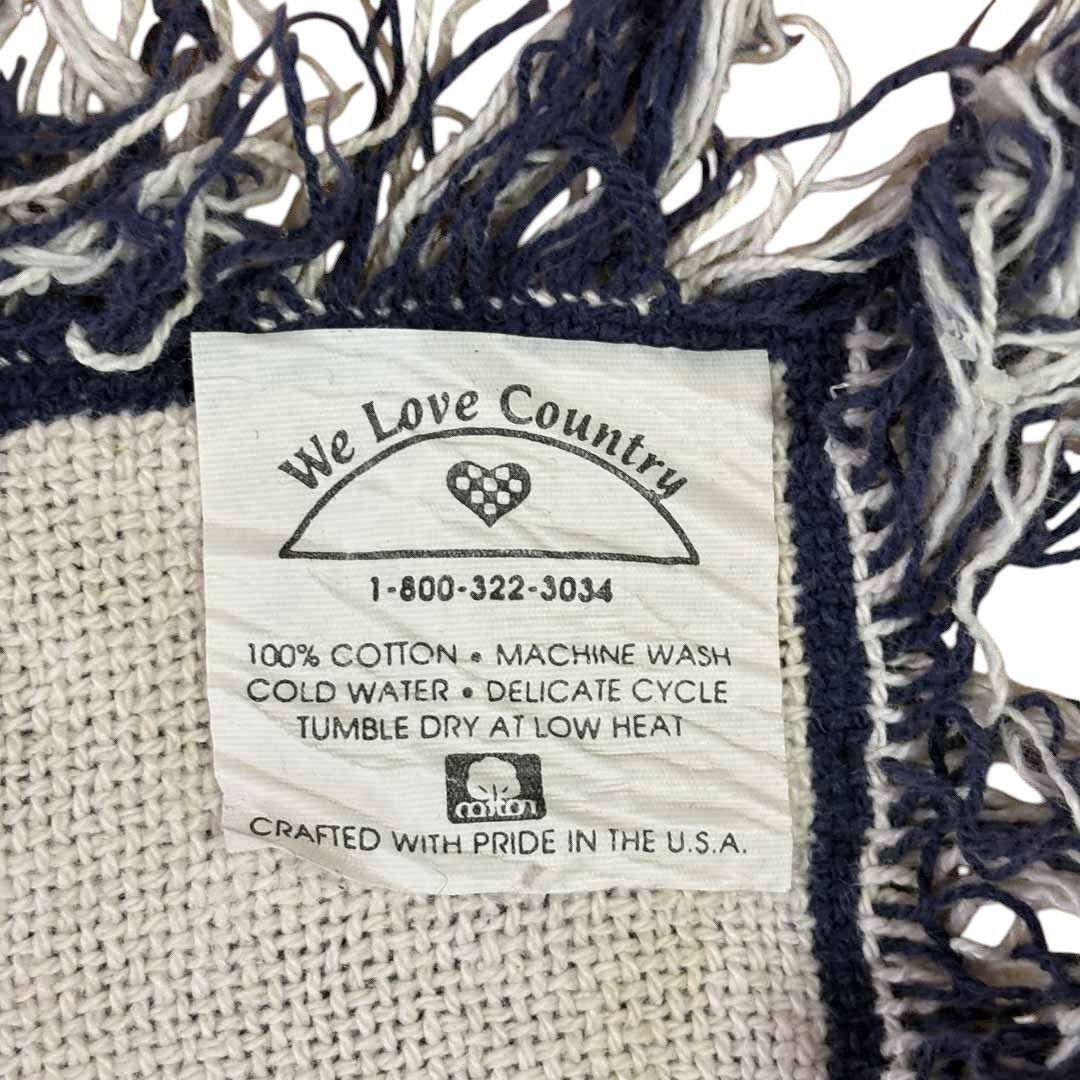 We Love Country
1-800-322-3034
100% COTTON • MACHINE WASH
COLD WATER • DELICATE CYCLE
TUMBLE DRY AT LOW HEAT
cotton
CRAFTED WITH PRIDE IN THE U.S.A.